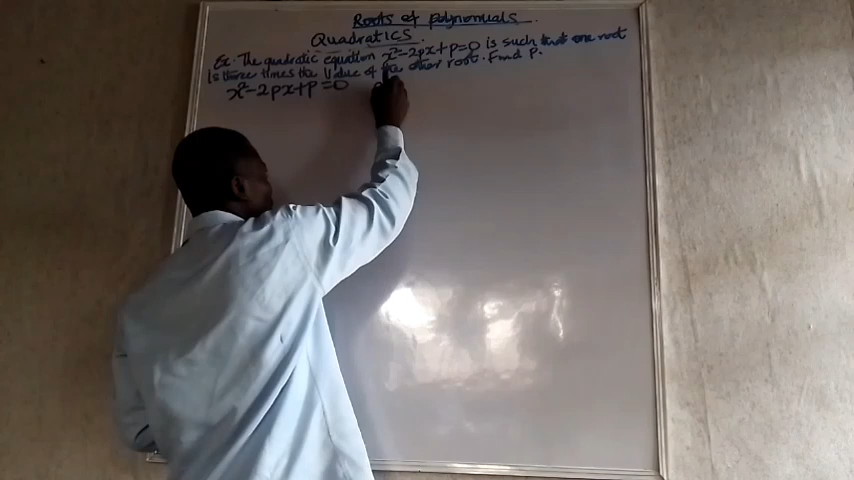 Roots of polynomials.
Quadratics.
Ex. The quadratic equation x²-2px+p=0 is such that one root
is three times the value of the other root. Find p.
x²-2px+p=0